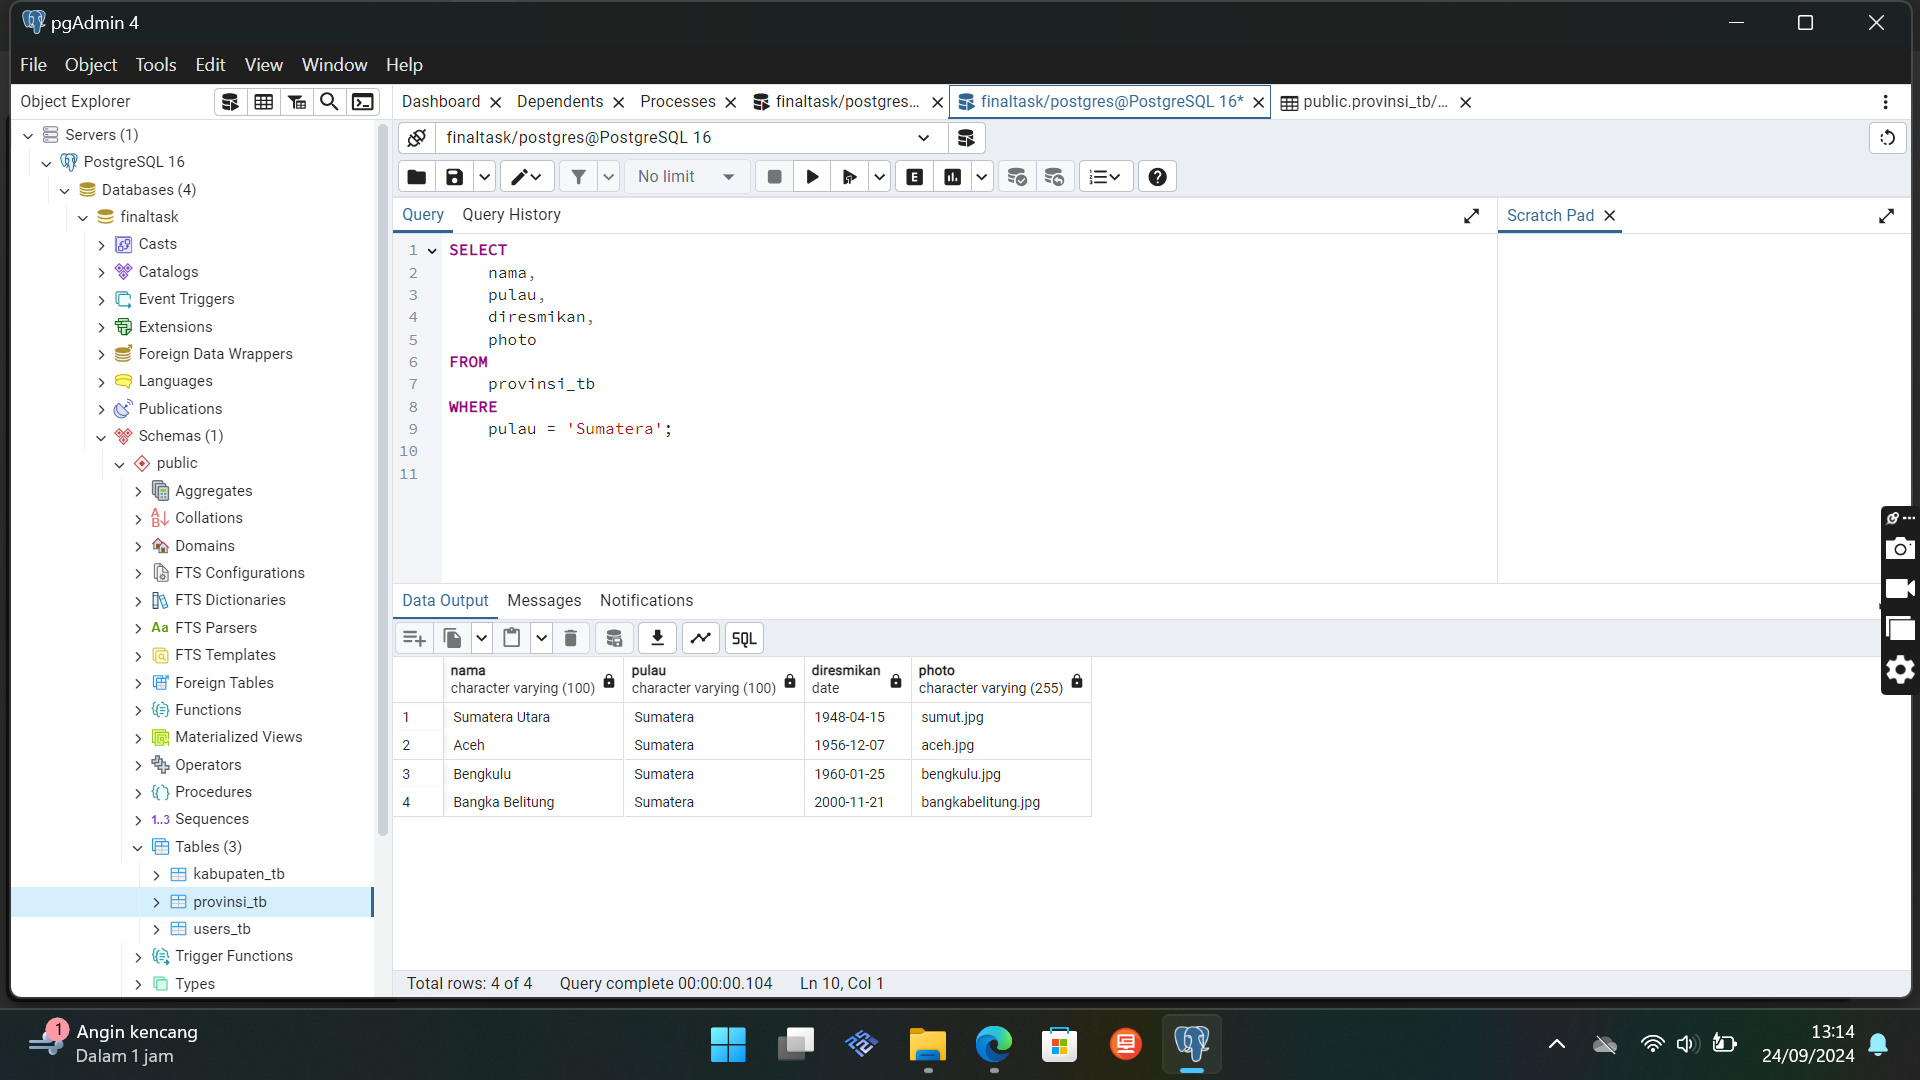 pgAdmin 4
File Object Tools Edit View Window Help
Object Explorer
Dashboard Dependents Processes finaltask/postgres... finaltask/postgres@PostgreSQL 16* public.provinsi_tb/...
Servers (1)
PostgreSQL 16
Databases (4)
finaltask
Casts
Catalogs
Event Triggers
Extensions
Foreign Data Wrappers
Languages
Publications
Schemas (1)
public
Aggregates
Collations
Domains
FTS Configurations
FTS Dictionaries
Aa FTS Parsers
FTS Templates
Foreign Tables
Functions
Materialized Views
Operators
Procedures
1..3 Sequences
Tables (3)
kabupaten_tb
provinsi_tb
users_tb
Trigger Functions
Types
finaltask/postgres@PostgreSQL 16
No limit
E
Query Query History
Scratch Pad
1 SELECT
2 nama,
3 pulau,
4 diresmikan,
5 photo
6 FROM
7 provinsi_tb
8 WHERE
9 pulau = 'Sumatera';
10
11
Data Output Messages Notifications
SQL
nama pulau diresmikan photo
character varying (100) character varying (100) date character varying (255)
1 Sumatera Utara Sumatera 1948-04-15 sumut.jpg
2 Aceh Sumatera 1956-12-07 aceh.jpg
3 Bengkulu Sumatera 1960-01-25 bengkulu.jpg
4 Bangka Belitung Sumatera 2000-11-21 bangkabelitung.jpg
Total rows: 4 of 4 Query complete 00:00:00.104 Ln 10, Col 1
1
Angin kencang
Dalam 1 jam
13:14
24/09/2024